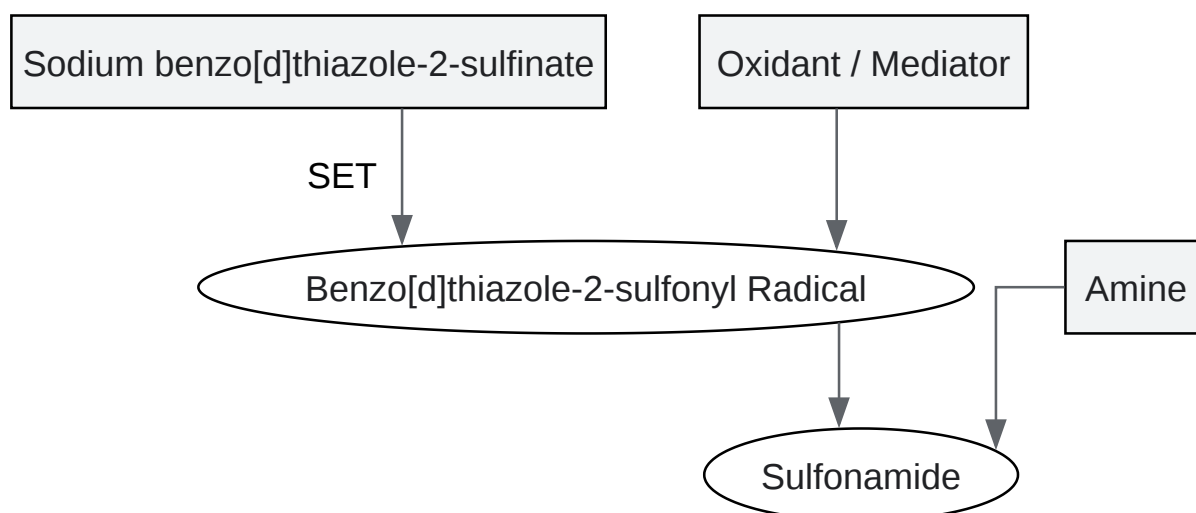 Sodium benzo[d]thiazole-2-sulfinate
Oxidant / Mediator
SET
Benzo[d]thiazole-2-sulfonyl Radical
Amine
Sulfonamide